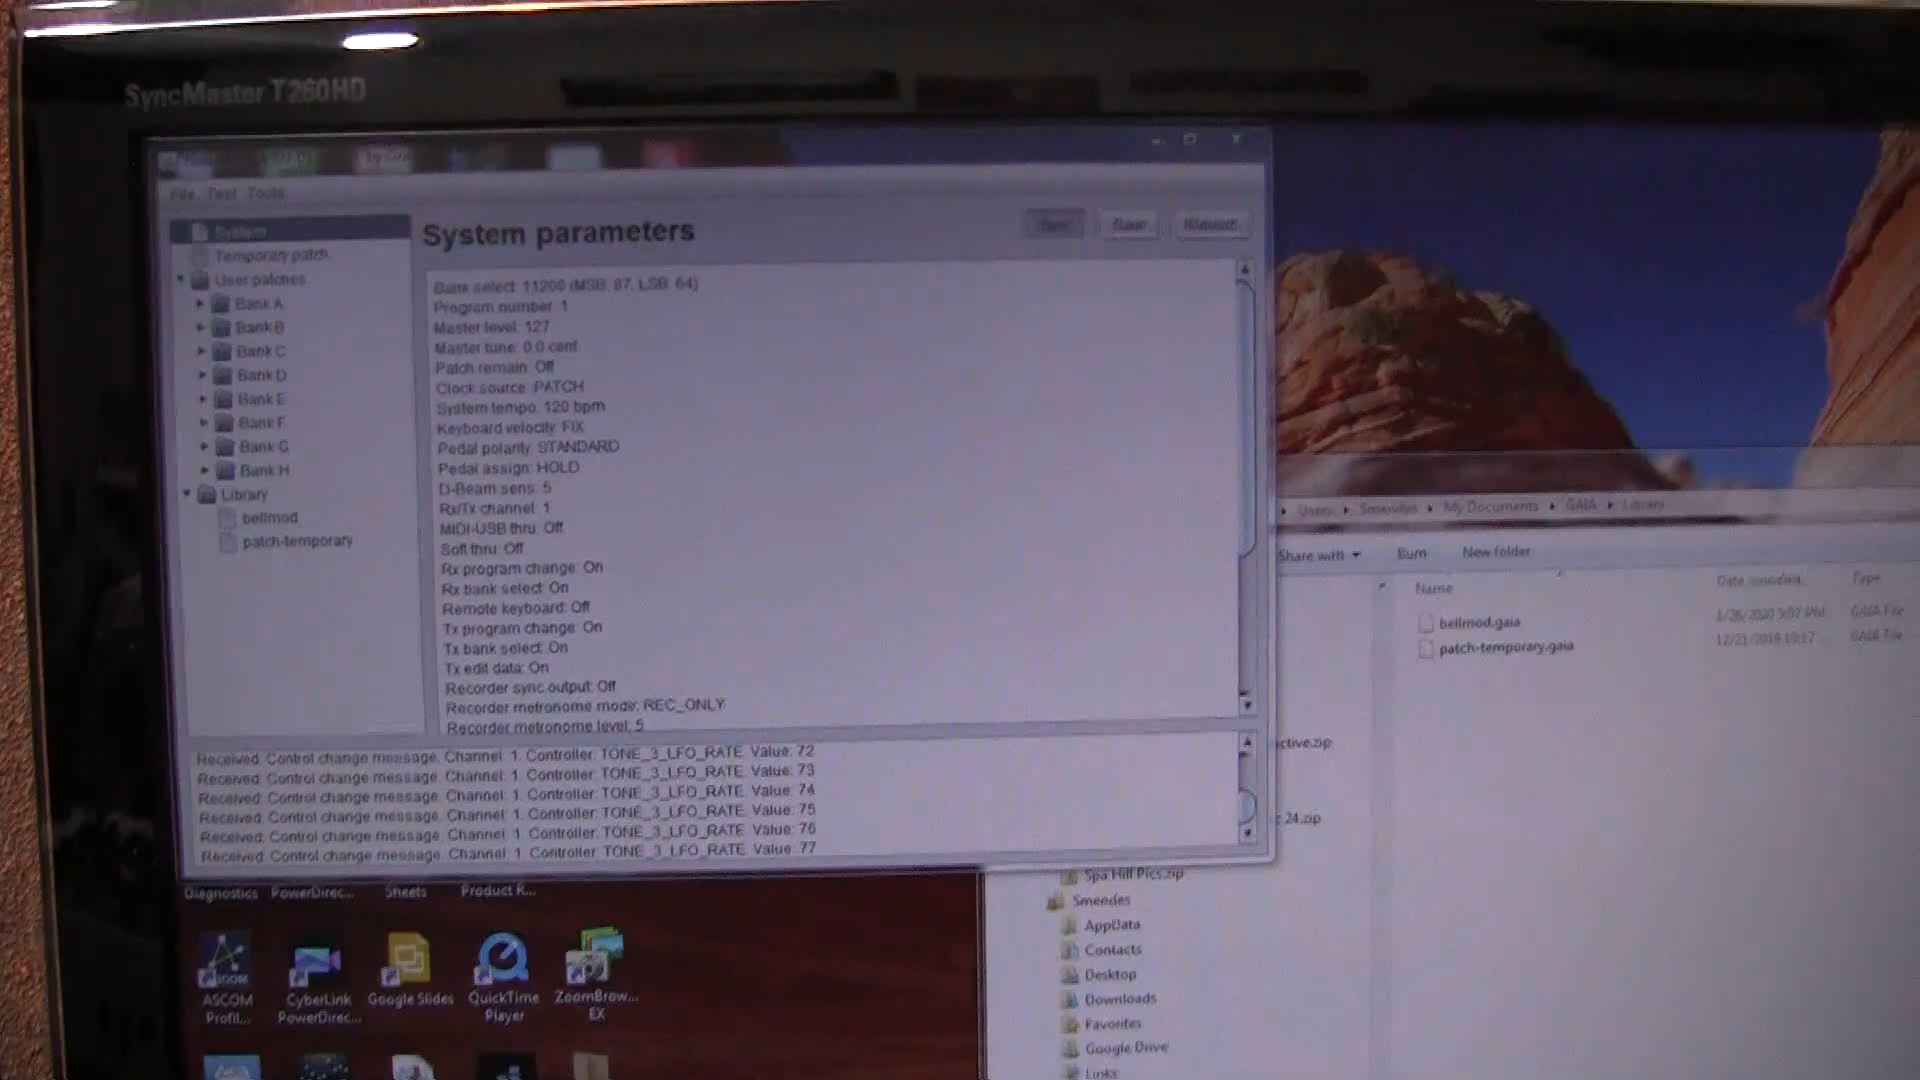 SyncMaster T260HD
File Test Tools
System
Temporary patch
User patches
Bank A
Bank B
Bank C
Bank D
Bank E
Bank F
Bank G
Bank H
Library
bellmod
patch-temporary
System parameters
Save
Bank select: 11200 (MSB: 87, LSB: 64)
Program number: 1
Master level: 127
Master tune: 0.0 cent
Patch remain: Off
Clock source: PATCH
System tempo: 120 bpm
Keyboard velocity: FIX
Pedal polarity: STANDARD
Pedal assign: HOLD
D-Beam sens: 5
Rx/Tx channel: 1
MIDI-USB thru: Off
Soft thru: Off
Rx program change: On
Rx bank select: On
Remote keyboard: Off
Tx program change: On
Tx bank select: On
Tx edit data: On
Recorder sync output: Off
Recorder metronome mode: REC_ONLY
Recorder metronome level: 5
Received: Control change message. Channel: 1. Controller: TONE_3_LFO_RATE. Value: 72
Received: Control change message. Channel: 1. Controller: TONE_3_LFO_RATE. Value: 73
Received: Control change message. Channel: 1. Controller: TONE_3_LFO_RATE. Value: 74
Received: Control change message. Channel: 1. Controller: TONE_3_LFO_RATE. Value: 75
Received: Control change message. Channel: 1. Controller: TONE_3_LFO_RATE. Value: 76
Received: Control change message. Channel: 1. Controller: TONE_3_LFO_RATE. Value: 77
Users Smendes My Documents GAIA Library
Share with Burn New folder
Name Date modified Type
bellmod.gaia 1/26/2020 5:02 PM GAIA File
patch-temporary.gaia 12/21/2019 19:17 ... GAIA File
ctive.zip
24.zip
Spa Hill Pics.zip
Smendes
AppData
Contacts
Desktop
Downloads
Favorites
Google Drive
Links
Diagnostics PowerDirec... Sheets Product R...
ASCOM Profil...
CyberLink PowerDirec...
Google Slides
QuickTime Player
ZoomBrow... EX